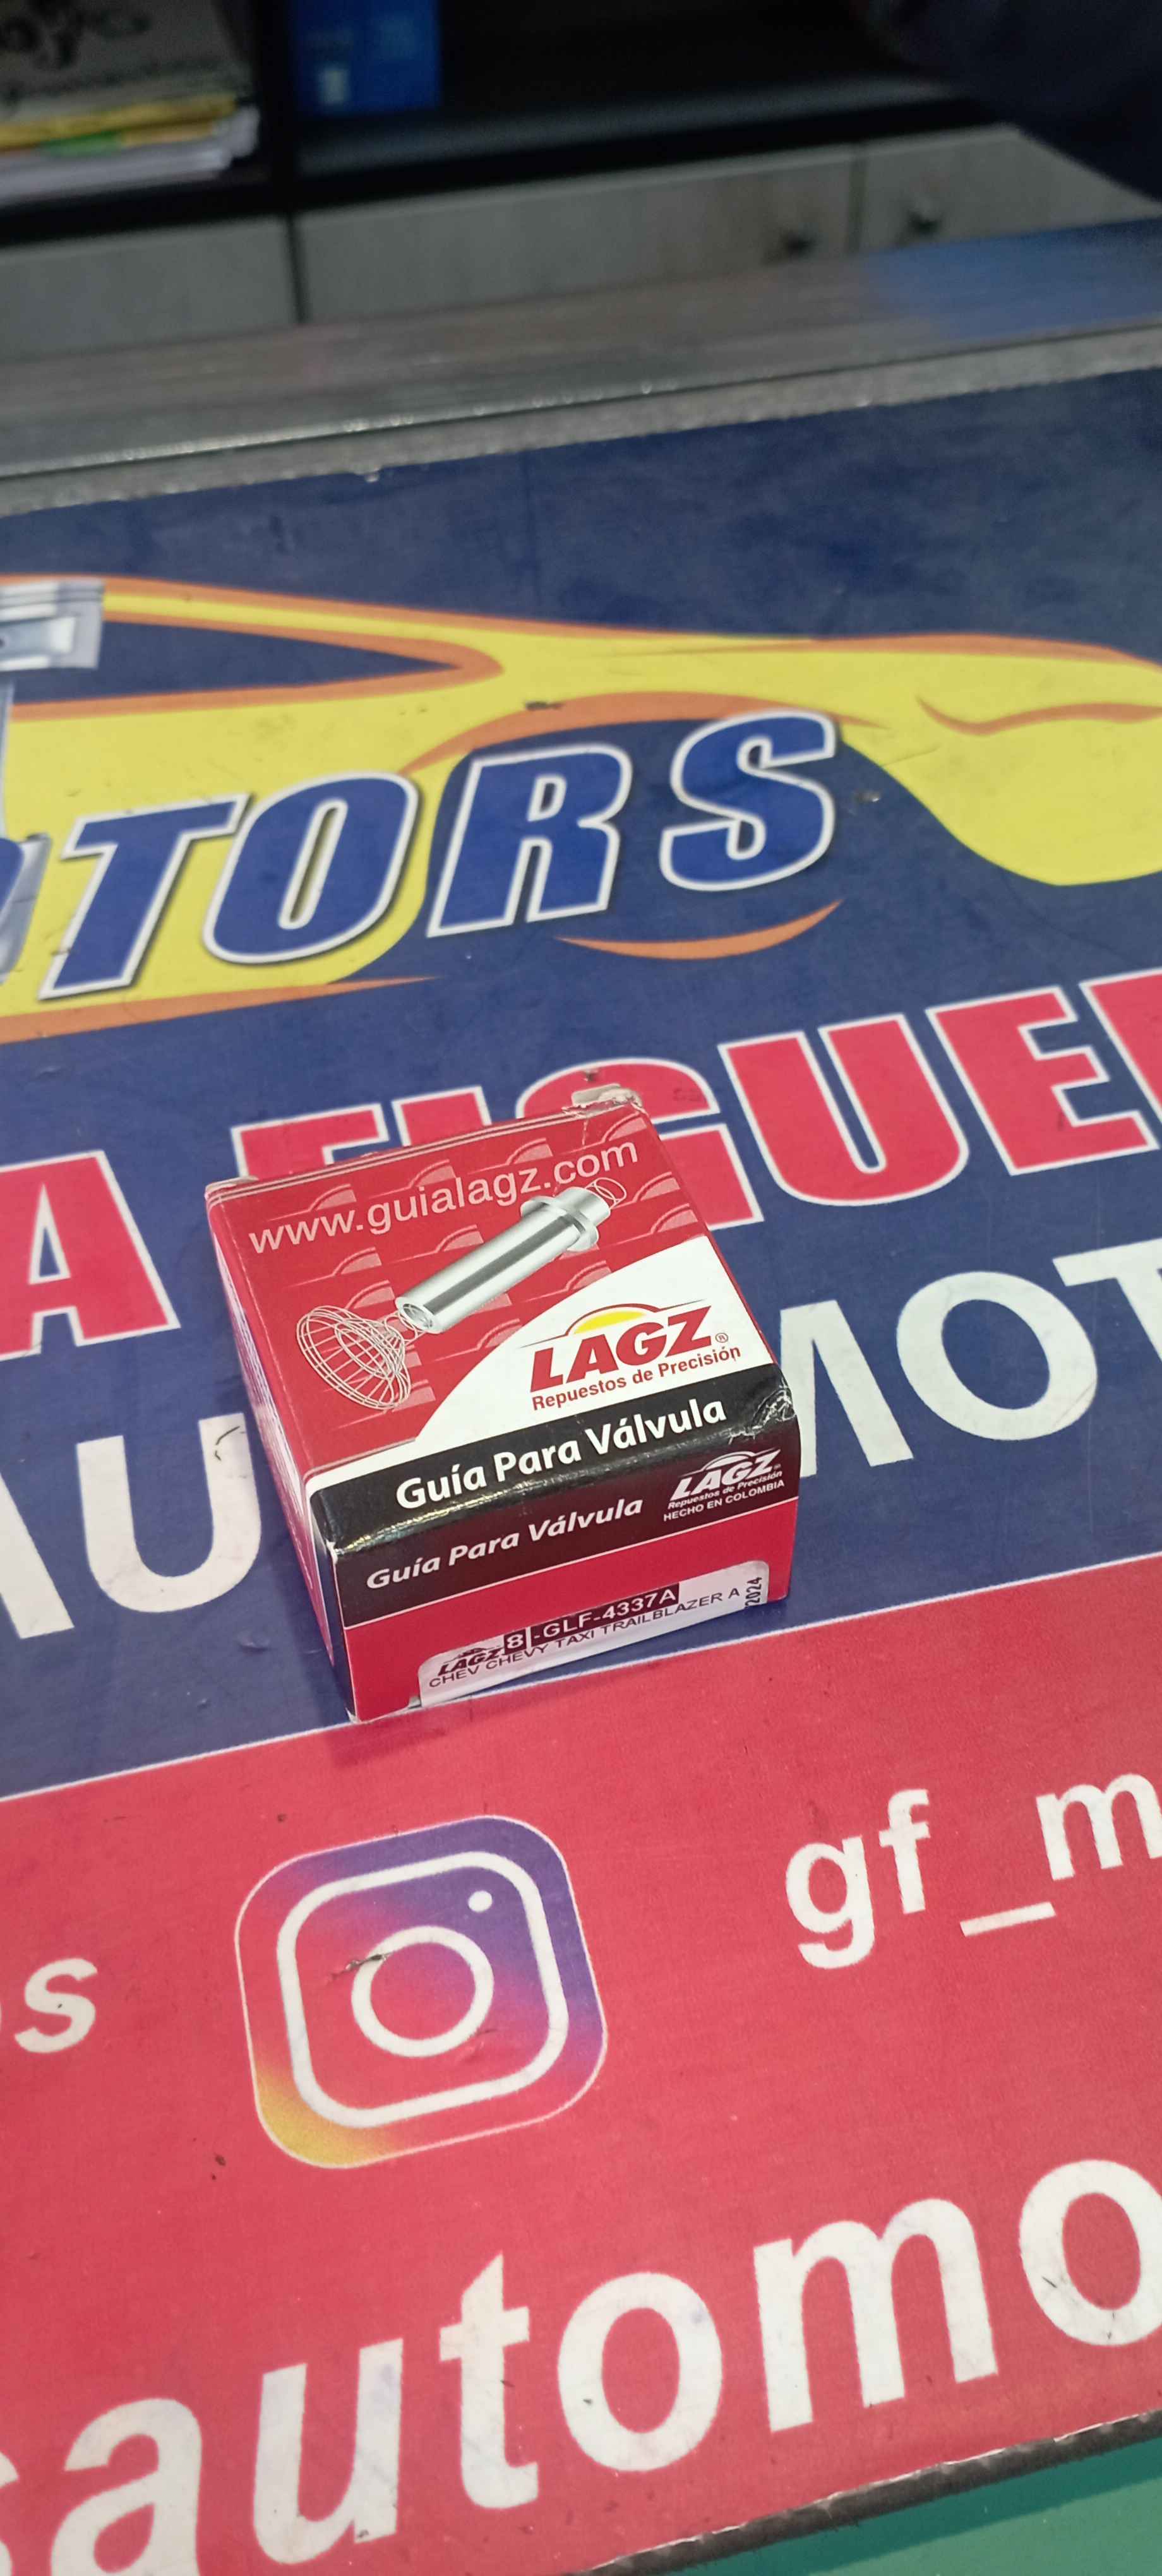 TORS
A FIGUE
AU MOT
www.guialagz.com
LAGZ®
Repuestos de Precisión
Guía Para Válvula
Guía Para Válvula
LAGZ
Repuestos de Precisión
HECHO EN COLOMBIA
LAGZ 8 -GLF-4337A
CHEV CHEVY TAXI TRAILBLAZER A
2024
s
gf_m
automo